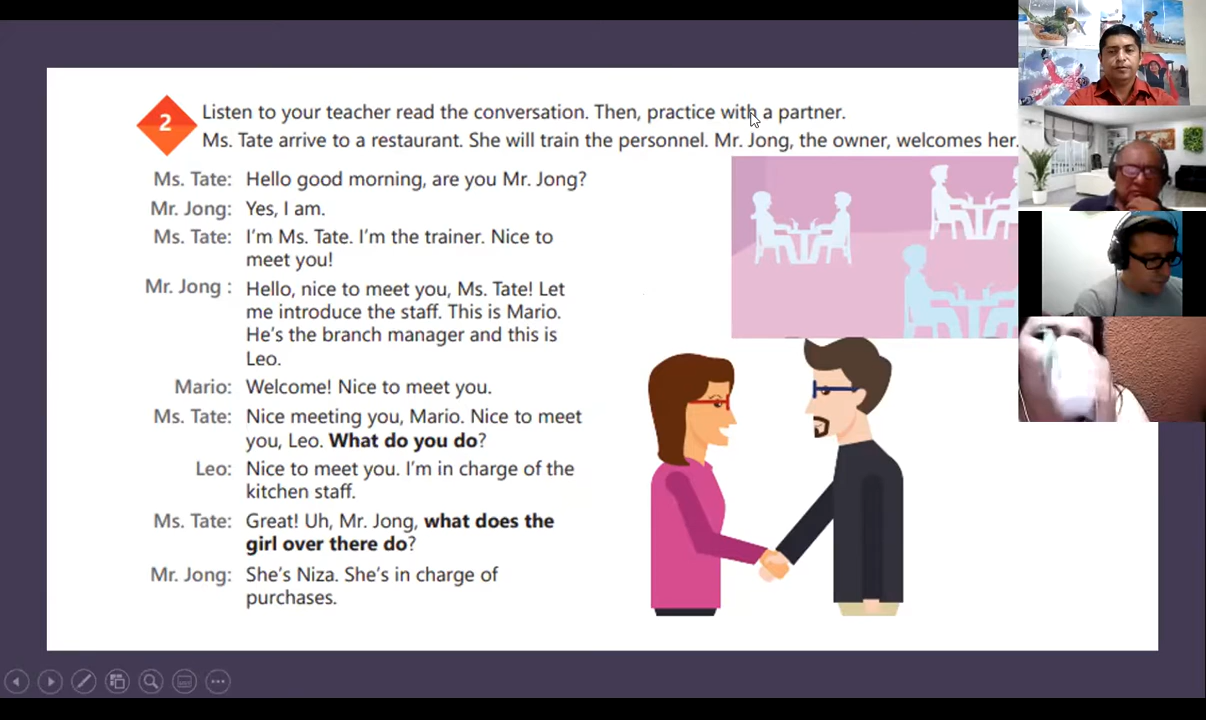 2
Listen to your teacher read the conversation. Then, practice with a partner.
Ms. Tate arrive to a restaurant. She will train the personnel. Mr. Jong, the owner, welcomes her.
Ms. Tate: Hello good morning, are you Mr. Jong?
Mr. Jong: Yes, I am.
Ms. Tate: I'm Ms. Tate. I'm the trainer. Nice to
meet you!
Mr. Jong : Hello, nice to meet you, Ms. Tate! Let
me introduce the staff. This is Mario.
He's the branch manager and this is
Leo.
Mario: Welcome! Nice to meet you.
Ms. Tate: Nice meeting you, Mario. Nice to meet
you, Leo. What do you do?
Leo: Nice to meet you. I'm in charge of the
kitchen staff.
Ms. Tate: Great! Uh, Mr. Jong, what does the
girl over there do?
Mr. Jong: She's Niza. She's in charge of
purchases.